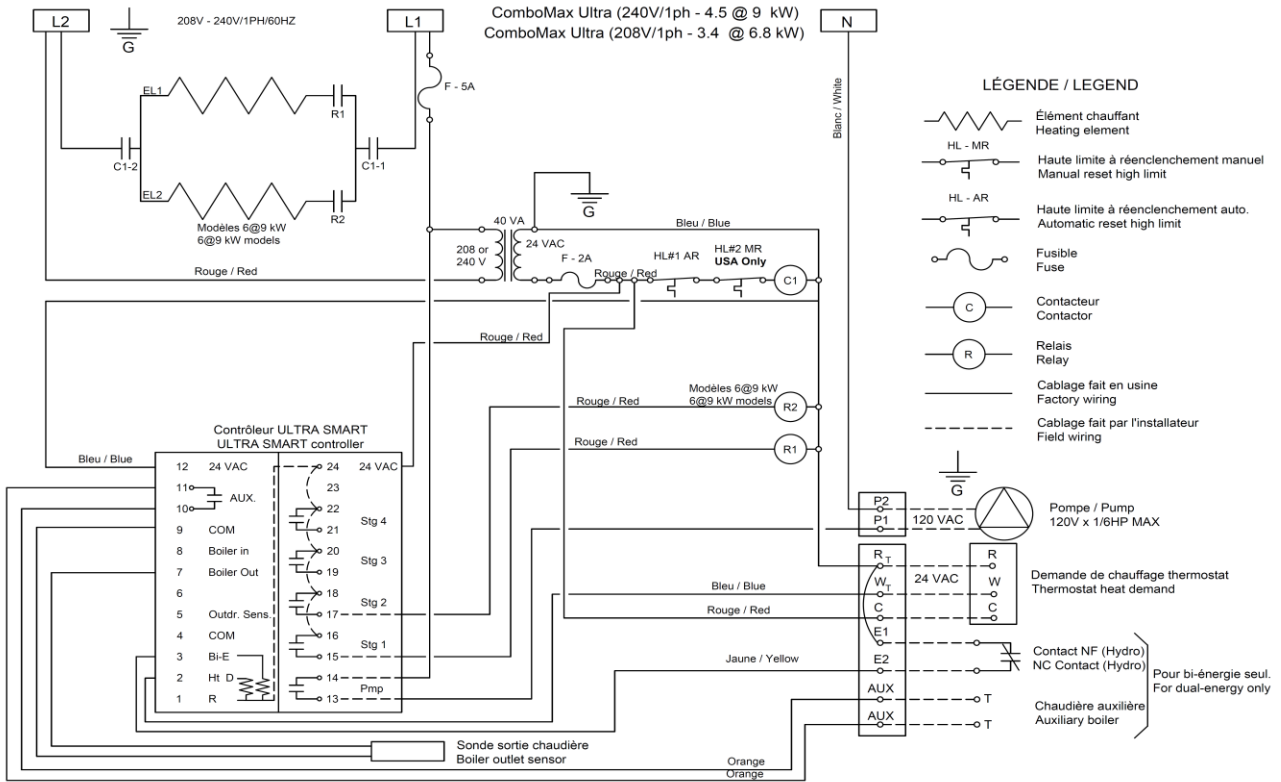 L2
G
208V - 240V/1PH/60HZ
L1
ComboMax Ultra (240V/1ph - 4.5 @ 9 kW)
ComboMax Ultra (208V/1ph - 3.4 @ 6.8 kW)
N
F - 5A
EL1
R1
C1-2
C1-1
EL2
R2
Modèles 6@9 kW
6@9 kW models
Blanc / White
LÉGENDE / LEGEND
Élément chauffant
Heating element
HL - MR
Haute limite à réenclenchement manuel
Manual reset high limit
HL - AR
Haute limite à réenclenchement auto.
Automatic reset high limit
Fusible
Fuse
C
Contacteur
Contactor
R
Relais
Relay
Cablage fait en usine
Factory wiring
Cablage fait par l'installateur
Field wiring
G
40 VA
Bleu / Blue
208 or
240 V
24 VAC
F - 2A
Rouge / Red
HL#1 AR
HL#2 MR
USA Only
C1
Rouge / Red
Rouge / Red
Modèles 6@9 kW
6@9 kW models
Rouge / Red
R2
Rouge / Red
R1
Contrôleur ULTRA SMART
ULTRA SMART controller
Bleu / Blue
12 24 VAC
11
AUX.
10
9 COM
8 Boiler in
7 Boiler Out
6
5 Outdr. Sens.
4 COM
3 Bi-E
2 Ht D
1 R
24 24 VAC
23
22
Stg 4
21
20
Stg 3
19
18
Stg 2
17
16
Stg 1
15
14
Pmp
13
G
P2
P1
120 VAC
Pompe / Pump
120V x 1/6HP MAX
RT
WT
C
24 VAC
R
W
C
Demande de chauffage thermostat
Thermostat heat demand
Bleu / Blue
Rouge / Red
E1
E2
Jaune / Yellow
Contact NF (Hydro)
NC Contact (Hydro)
Pour bi-énergie seul.
For dual-energy only
AUX
T
AUX
T
Chaudière auxilière
Auxiliary boiler
Sonde sortie chaudière
Boiler outlet sensor
Orange
Orange